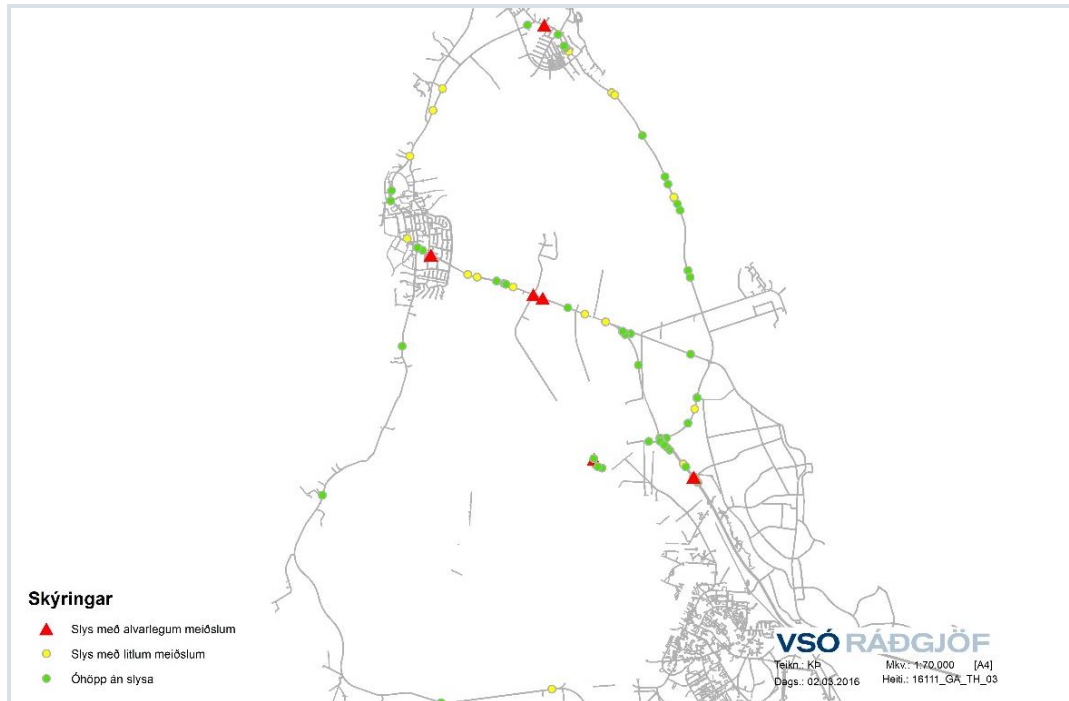 Skýringar
Slys með alvarlegum meiðslum
Slys með litlum meiðslum
Óhöpp án slysa
VSÓ RÁÐGJÖF
Teikn.: KÞ Mkv.: 1:70.000 [A4]
Dags.: 02.03.2016 Heiti.: 16111_GA_TH_03